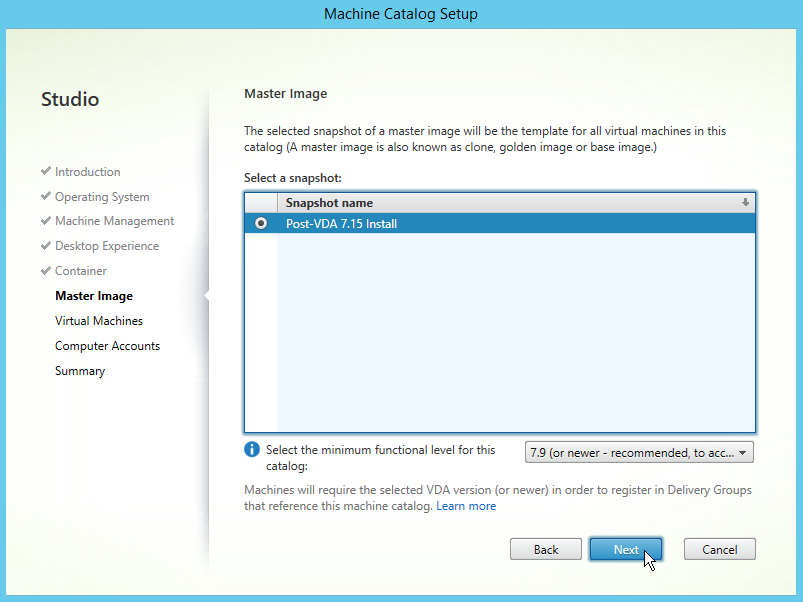 Machine Catalog Setup
Studio
Introduction
Operating System
Machine Management
Desktop Experience
Container
Master Image
Virtual Machines
Computer Accounts
Summary
Master Image
The selected snapshot of a master image will be the template for all virtual machines in this
catalog (A master image is also known as clone, golden image or base image.)
Select a snapshot:
Snapshot name
Post-VDA 7.15 Install
Select the minimum functional level for this
catalog:
7.9 (or newer - recommended, to acc...
Machines will require the selected VDA version (or newer) in order to register in Delivery Groups
that reference this machine catalog. Learn more
Back
Next
Cancel